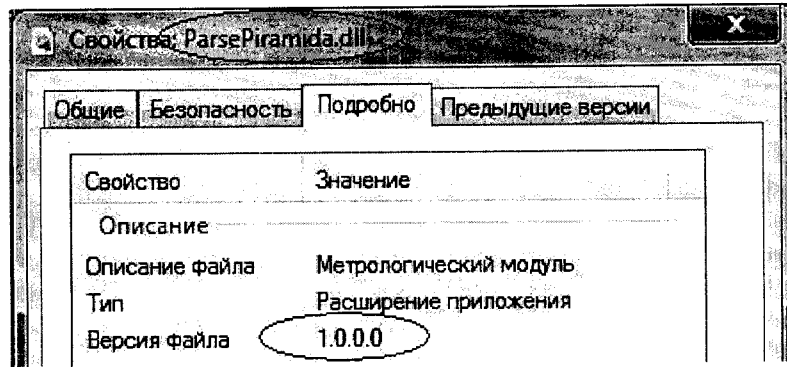 Свойства: ParsePiramida.dll
Общие Безопасность Подробно Предыдущие версии
Свойство Значение
Описание
Описание файла Метрологический модуль
Тип Расширение приложения
Версия файла 1.0.0.0